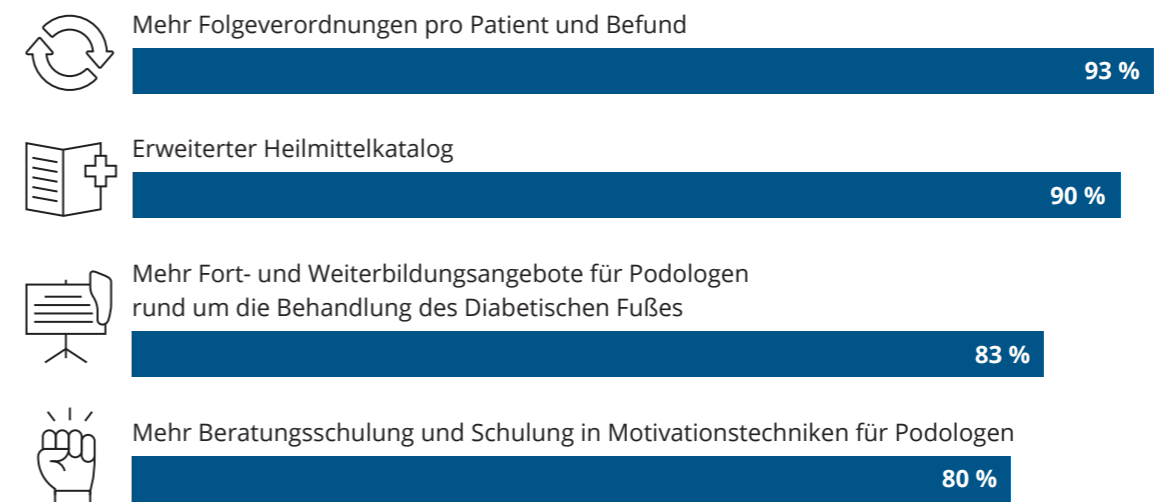 Mehr Folgeverordnungen pro Patient und Befund
93 %
Erweiterter Heilmittelkatalog
90 %
Mehr Fort- und Weiterbildungsangebote für Podologen
rund um die Behandlung des Diabetischen Fußes
83 %
Mehr Beratungsschulung und Schulung in Motivationstechniken für Podologen
80 %